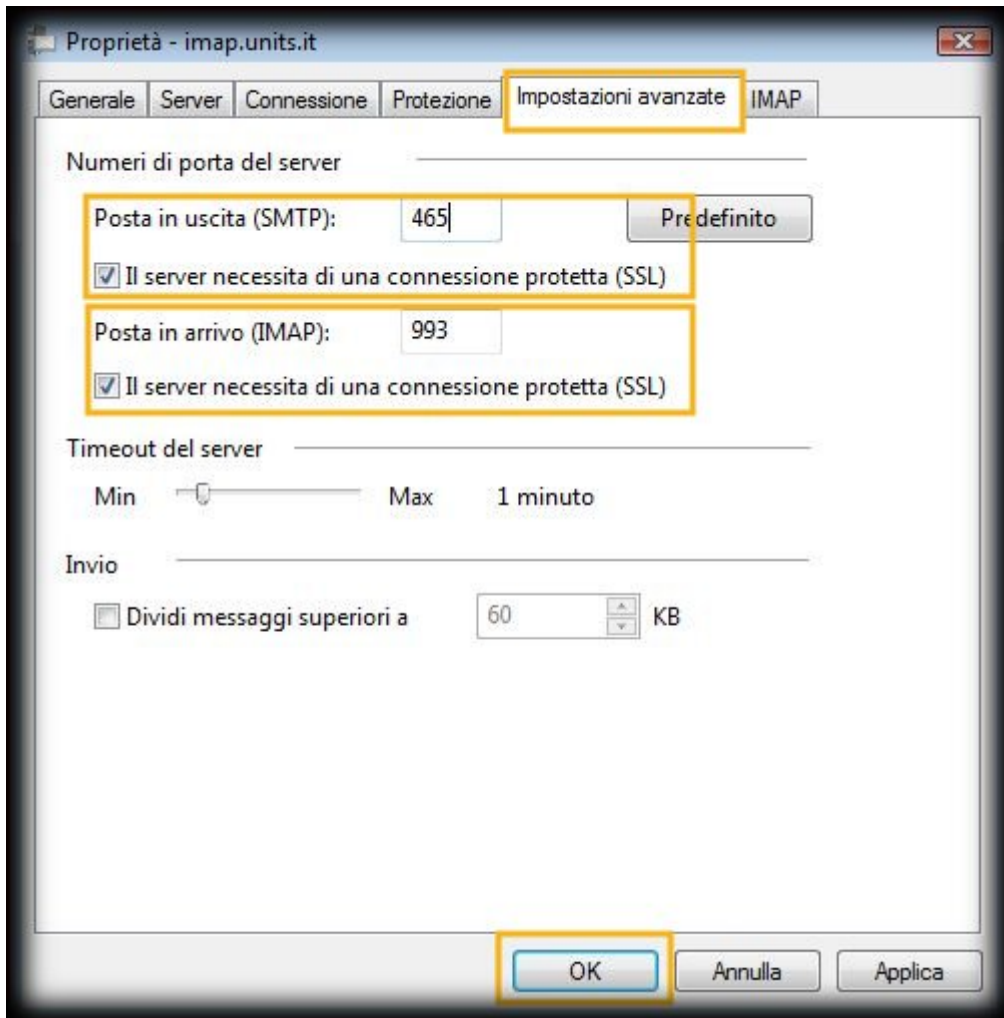 Proprietà - imap.units.it
Generale Server Connessione Protezione Impostazioni avanzate IMAP
Numeri di porta del server
Posta in uscita (SMTP): 465 Predefinito
Il server necessita di una connessione protetta (SSL)
Posta in arrivo (IMAP): 993
Il server necessita di una connessione protetta (SSL)
Timeout del server
Min Max 1 minuto
Invio
Dividi messaggi superiori a 60 KB
OK Annulla Applica